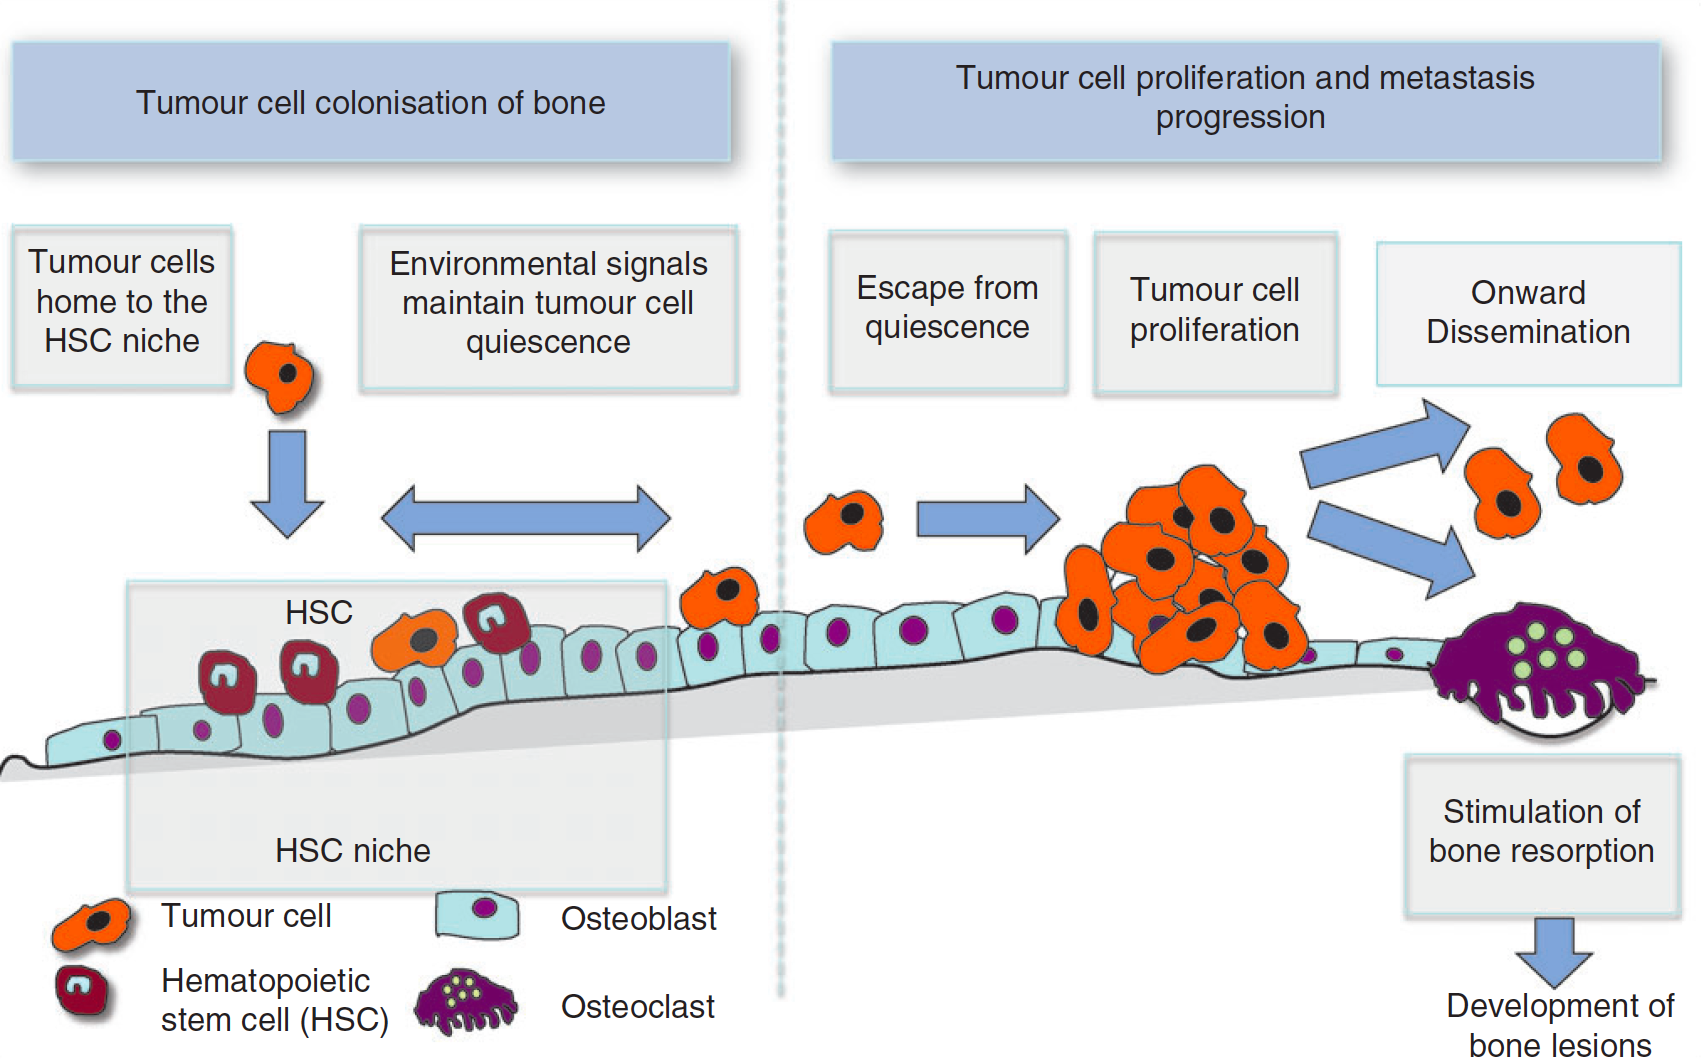 Tumour cell colonisation of bone
Tumour cell proliferation and metastasis
progression
Tumour cells
home to the
HSC niche
Environmental signals
maintain tumour cell
quiescence
Escape from
quiescence
Tumour cell
proliferation
Onward
Dissemination
HSC
HSC niche
Stimulation of
bone resorption
Development of
bone lesions
Tumour cell
Hematopoietic
stem cell (HSC)
Osteoblast
Osteoclast